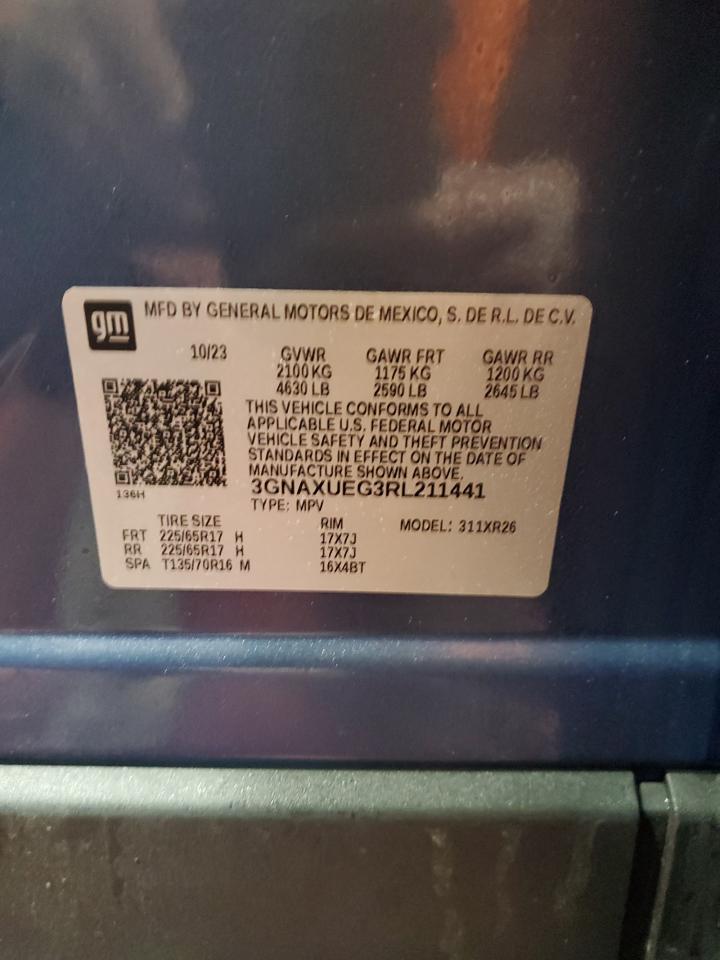 gm MFD BY GENERAL MOTORS DE MEXICO, S. DE R.L. DE C.V.
10/23 GVWR GAWR FRT GAWR RR
2100 KG 1175 KG 1200 KG
4630 LB 2590 LB 2645 LB
THIS VEHICLE CONFORMS TO ALL
APPLICABLE U.S. FEDERAL MOTOR
VEHICLE SAFETY AND THEFT PREVENTION
STANDARDS IN EFFECT ON THE DATE OF
MANUFACTURE SHOWN ABOVE.
136H 3GNAXUEG3RL211441
TYPE: MPV
TIRE SIZE RIM MODEL: 311XR26
FRT 225/65R17 H 17X7J
RR 225/65R17 H 17X7J
SPA T135/70R16 M 16X4BT